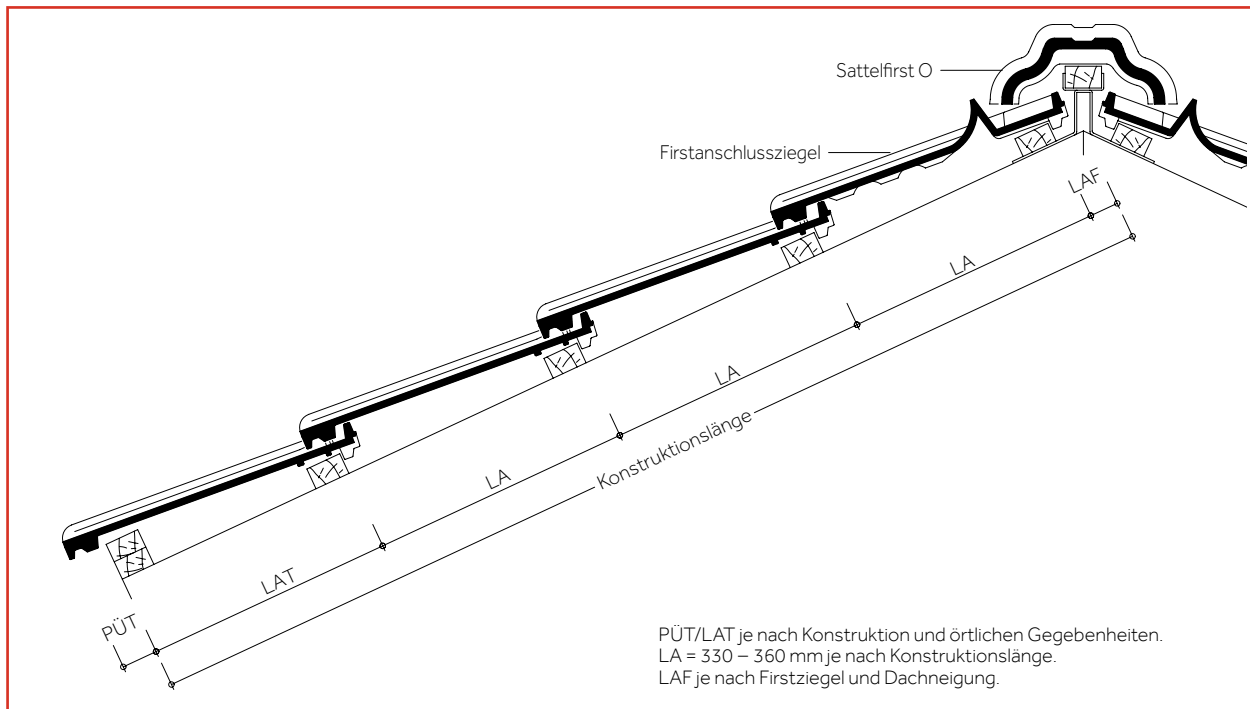 Sattelfirst O
Firstanschlussziegel
LAF
LA
LA
Konstruktionslänge
LA
LAT
PÜT
PÜT/LAT je nach Konstruktion und örtlichen Gegebenheiten.
LA = 330 – 360 mm je nach Konstruktionslänge.
LAF je nach Firstziegel und Dachneigung.